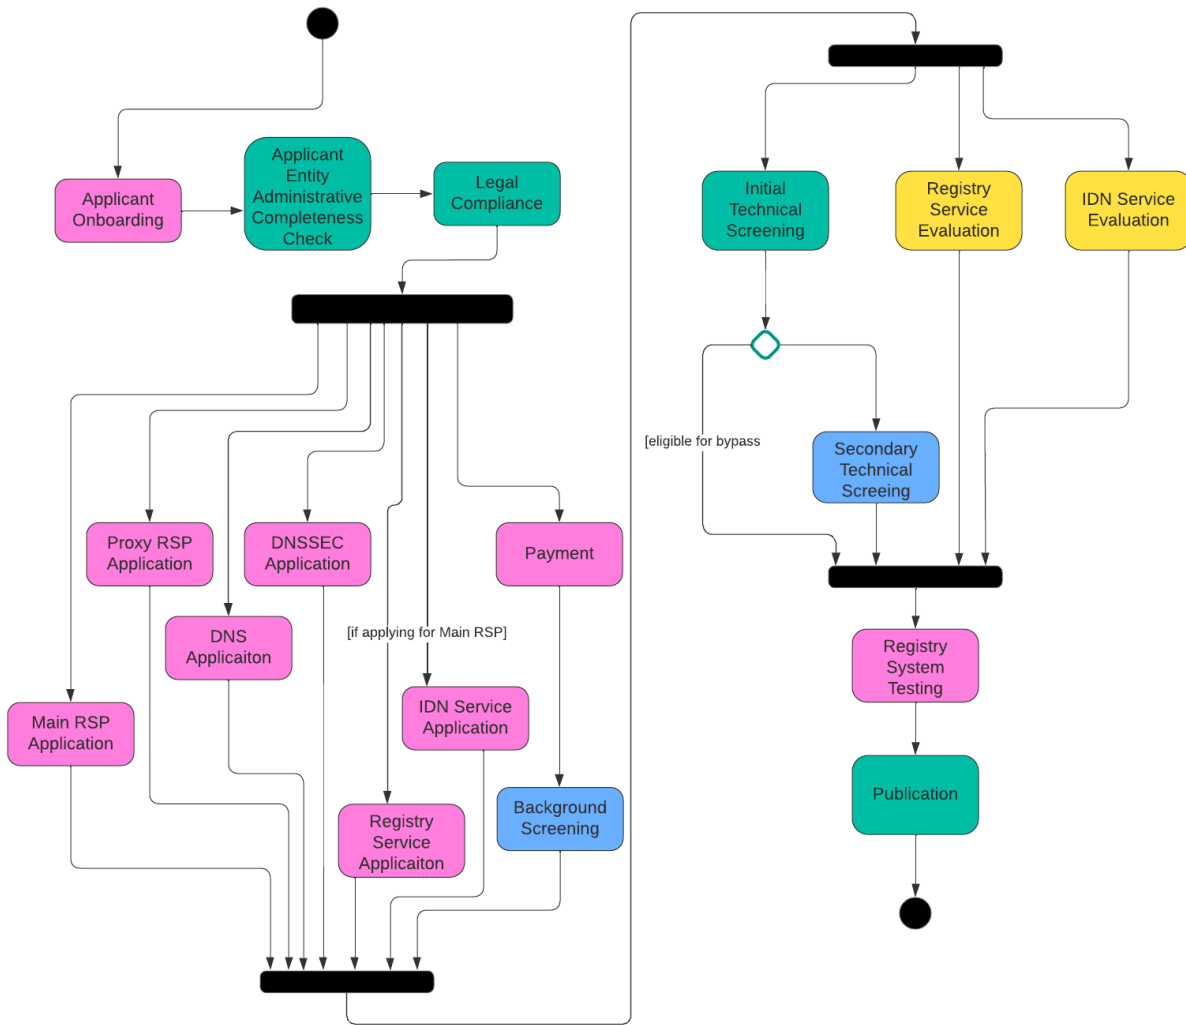 Applicant
Onboarding
Applicant
Entity
Administrative
Completeness
Check
Legal
Compliance
Proxy RSP
Application
DNSSEC
Application
Payment
DNS
Applicaiton
[if applying for Main RSP]
Main RSP
Application
IDN Service
Application
Registry
Service
Applicaiton
Background
Screening
Initial
Technical
Screening
Registry
Service
Evaluation
IDN Service
Evaluation
[eligible for bypass
Secondary
Technical
Screeing
Registry
System
Testing
Publication